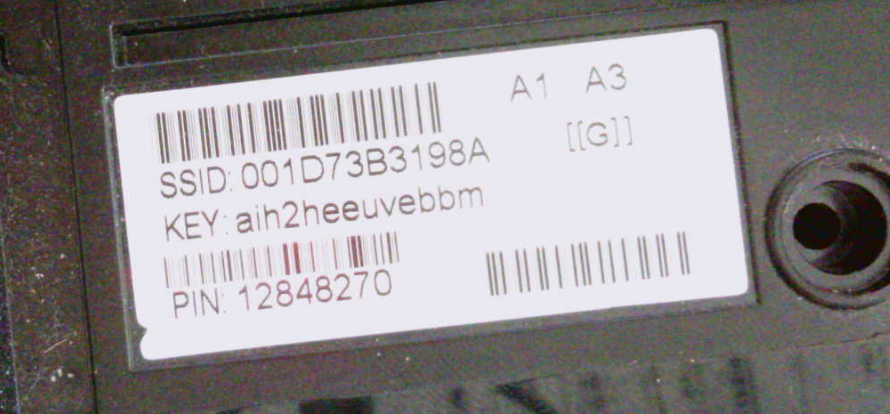 A1 A3
SSID: 001D73B3198A
[[G]]
KEY: aih2heeuvebbm
PIN: 12848270